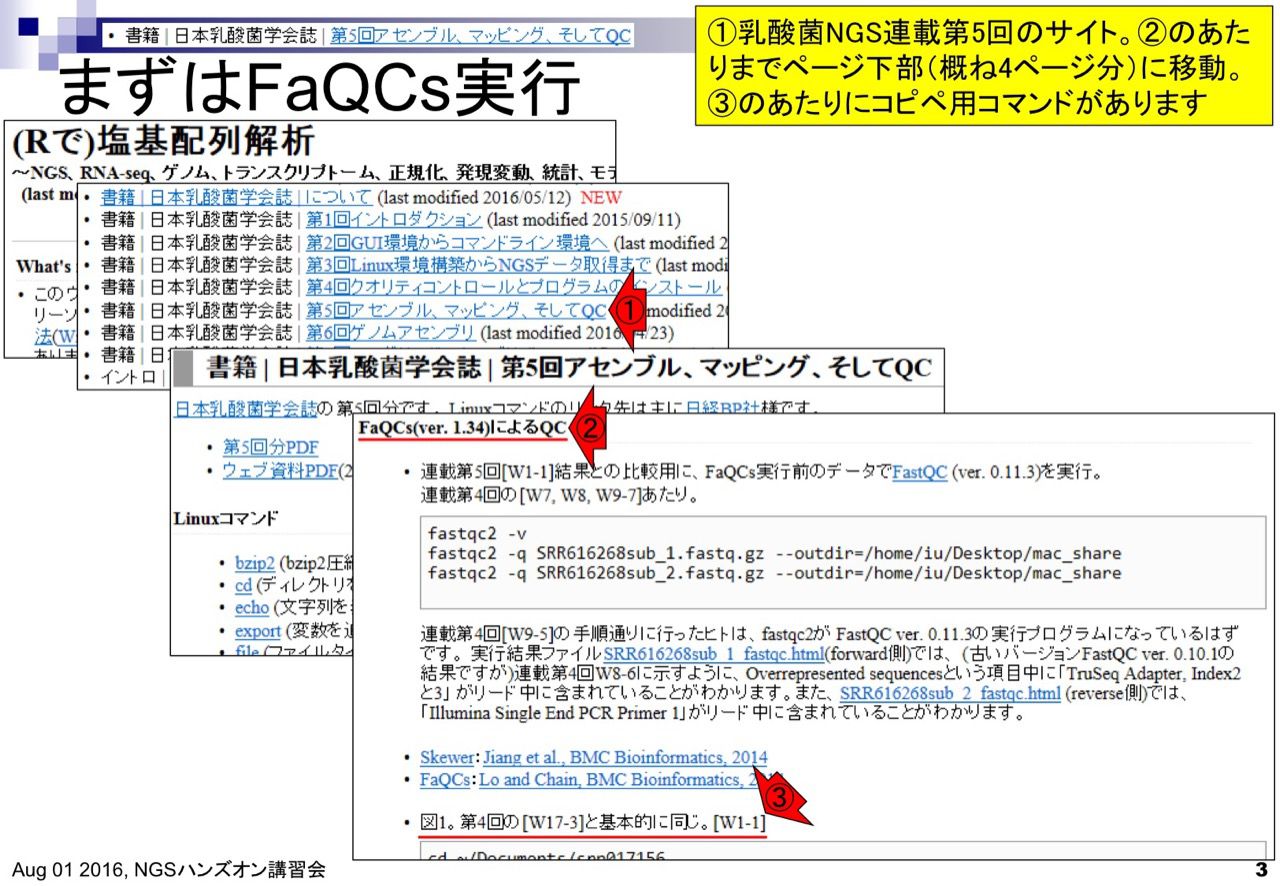 • 書籍 | 日本乳酸菌学会誌 | 第5回アセンブル、マッピング、そしてQC
まずはFaQCs実行
①乳酸菌NGS連載第5回のサイト。②のあた
りまでページ下部（概ね4ページ分）に移動。
③のあたりにコピペ用コマンドがあります
(Rで)塩基配列解析
～NGS、RNA-seq、ゲノム、トランスクリプトーム、正規化、発現変動、統計、モデ
(last m
What's
• このウ
リーソ
法(W
• 書籍 | 日本乳酸菌学会誌 | について (last modified 2016/05/12) NEW
• 書籍 | 日本乳酸菌学会誌 | 第1回イントロダクション (last modified 2015/09/11)
• 書籍 | 日本乳酸菌学会誌 | 第2回GUI環境からコマンドライン環境へ (last modified 2
• 書籍 | 日本乳酸菌学会誌 | 第3回Linux環境構築からNGSデータ取得まで (last modi
• 書籍 | 日本乳酸菌学会誌 | 第4回クオリティコントロールとプログラムのインストール
• 書籍 | 日本乳酸菌学会誌 | 第5回アセンブル、マッピング、そしてQC ① modified 20
• 書籍 | 日本乳酸菌学会誌 | 第6回ゲノムアセンブリ (last modified 2016 4/23)
• 書籍 | 日本
• イントロ |
書籍 | 日本乳酸菌学会誌 | 第5回アセンブル、マッピング、そしてQC
日本乳酸菌学会誌の第5回分です。Linuxコマンドのリンク先は主に日経BP社様です。
• 第5回分PDF
• ウェブ資料PDF(2
Linuxコマンド
• bzip2 (bzip2圧縮
• cd (ディレクトリを
• echo (文字列を
• export (変数を
• file (ファイルタイ
FaQCs(ver. 1.34)によるQC ②
• 連載第5回[W1-1]結果との比較用に、FaQCs実行前のデータでFastQC (ver. 0.11.3)を実行。
連載第4回の[W7, W8, W9-7]あたり。
fastqc2 -v
fastqc2 -q SRR616268sub_1.fastq.gz --outdir=/home/iu/Desktop/mac_share
fastqc2 -q SRR616268sub_2.fastq.gz --outdir=/home/iu/Desktop/mac_share
連載第4回[W9-5]の手順通りに行ったヒトは、fastqc2が FastQC ver. 0.11.3の実行プログラムになっているはず
です。実行結果ファイルSRR616268sub_1_fastqc.html(forward側)では、(古いバージョンFastQC ver. 0.10.1の
結果ですが)連載第4回W8-6に示すように、Overrepresented sequencesという項目中に「TruSeq Adapter, Index2
と3」がリード中に含まれていることがわかります。また、SRR616268sub_2_fastqc.html (reverse側)では、
「Illumina Single End PCR Primer 1」がリード中に含まれていることがわかります。
• Skewer：Jiang et al., BMC Bioinformatics, 2014
• FaQCs：Lo and Chain, BMC Bioinformatics, 2
③
• 図1。第4回の[W17-3]と基本的に同じ。[W1-1]
cd ~/Documents/srp017156
Aug 01 2016, NGSハンズオン講習会
3